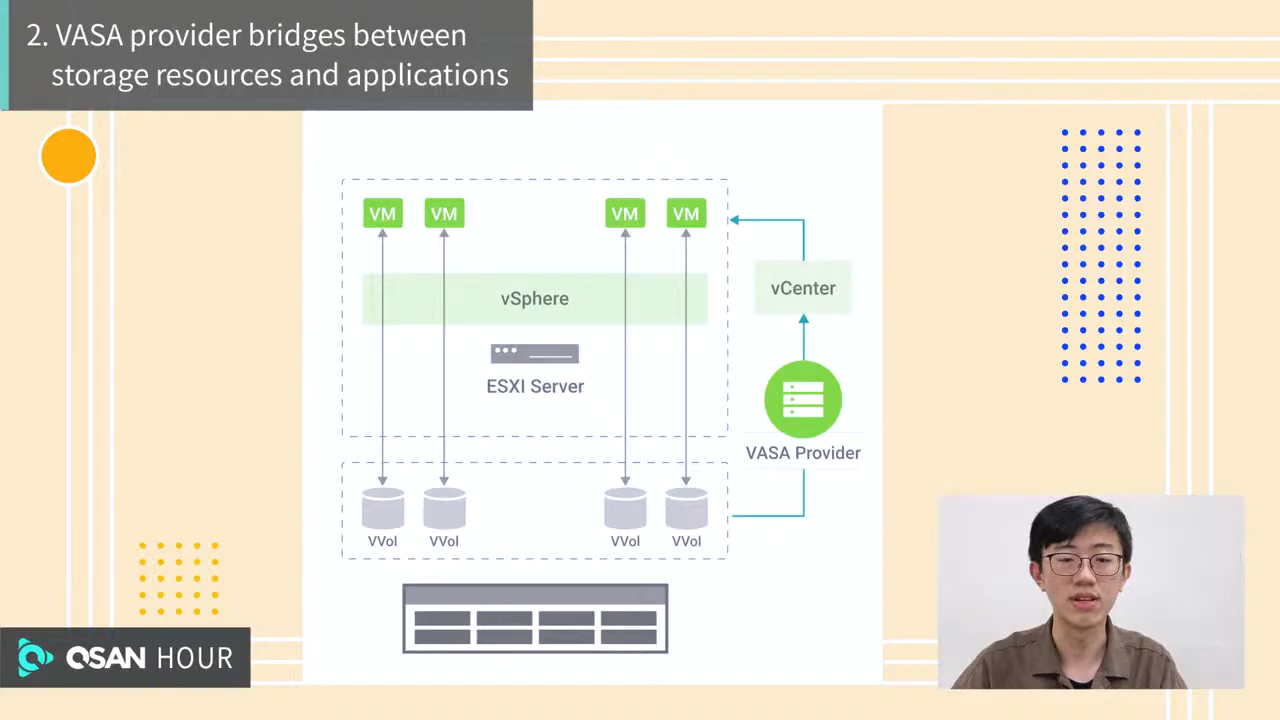 2. VASA provider bridges between
storage resources and applications
VM VM VM VM
vSphere
vCenter
ESXI Server
VASA Provider
VVol VVol VVol VVol
QSAN HOUR